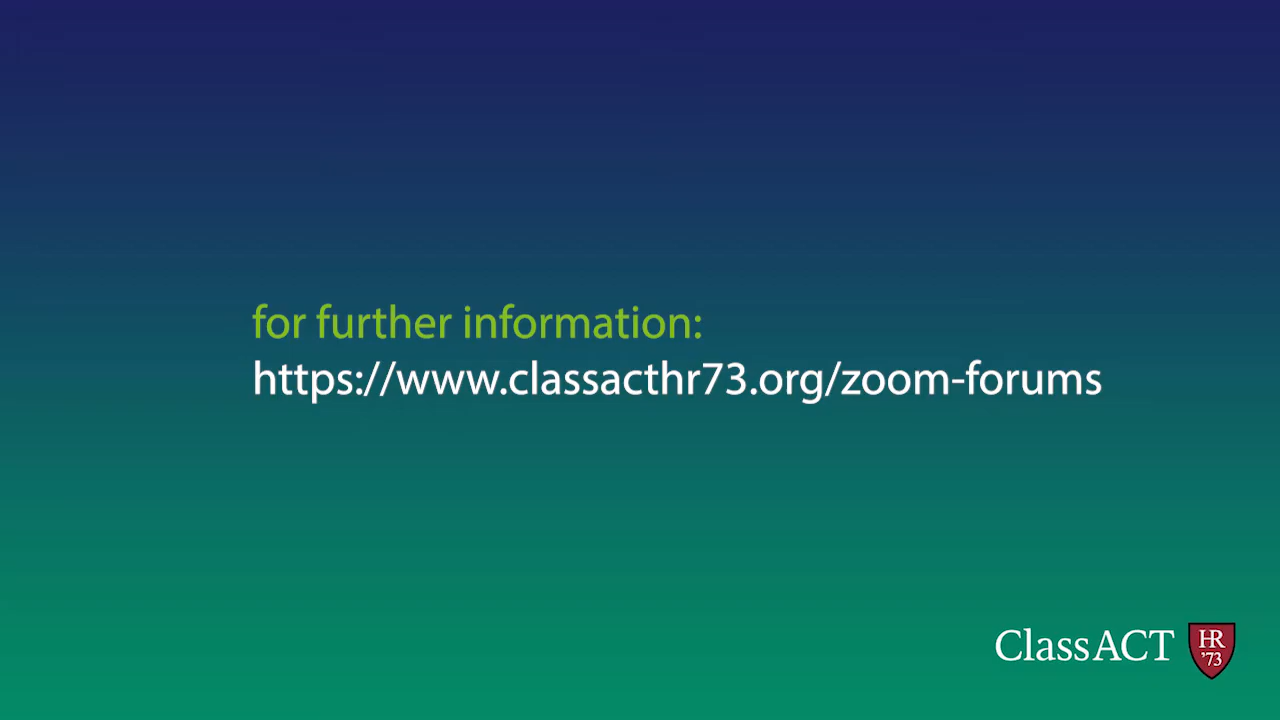 for further information:
https://www.classacthr73.org/zoom-forums
ClassACT
HR
'73